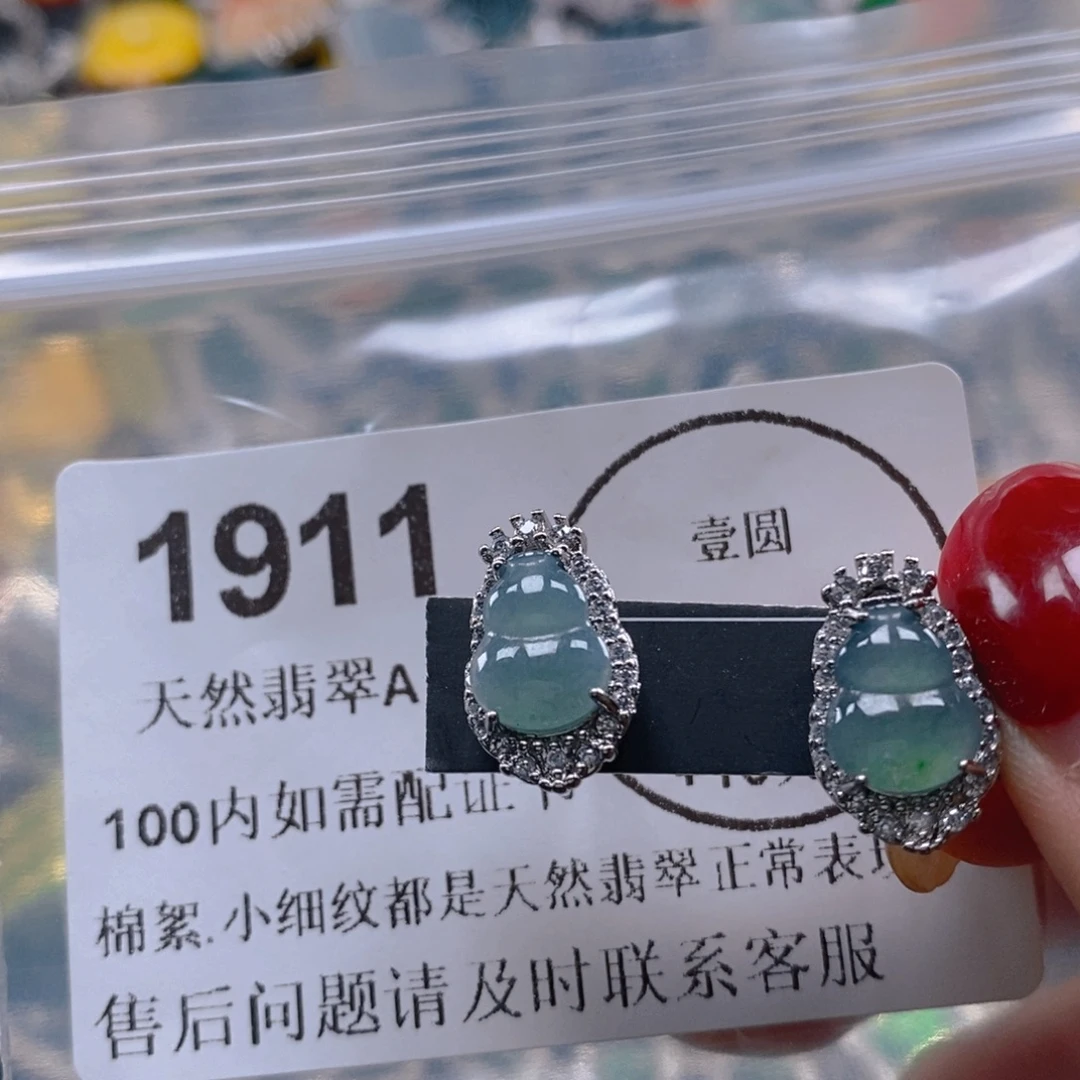 1911
壹圆
天然翡翠A
100内如需配证
棉絮.小细纹都是天然翡翠正常表现
售后问题请及时联系客服